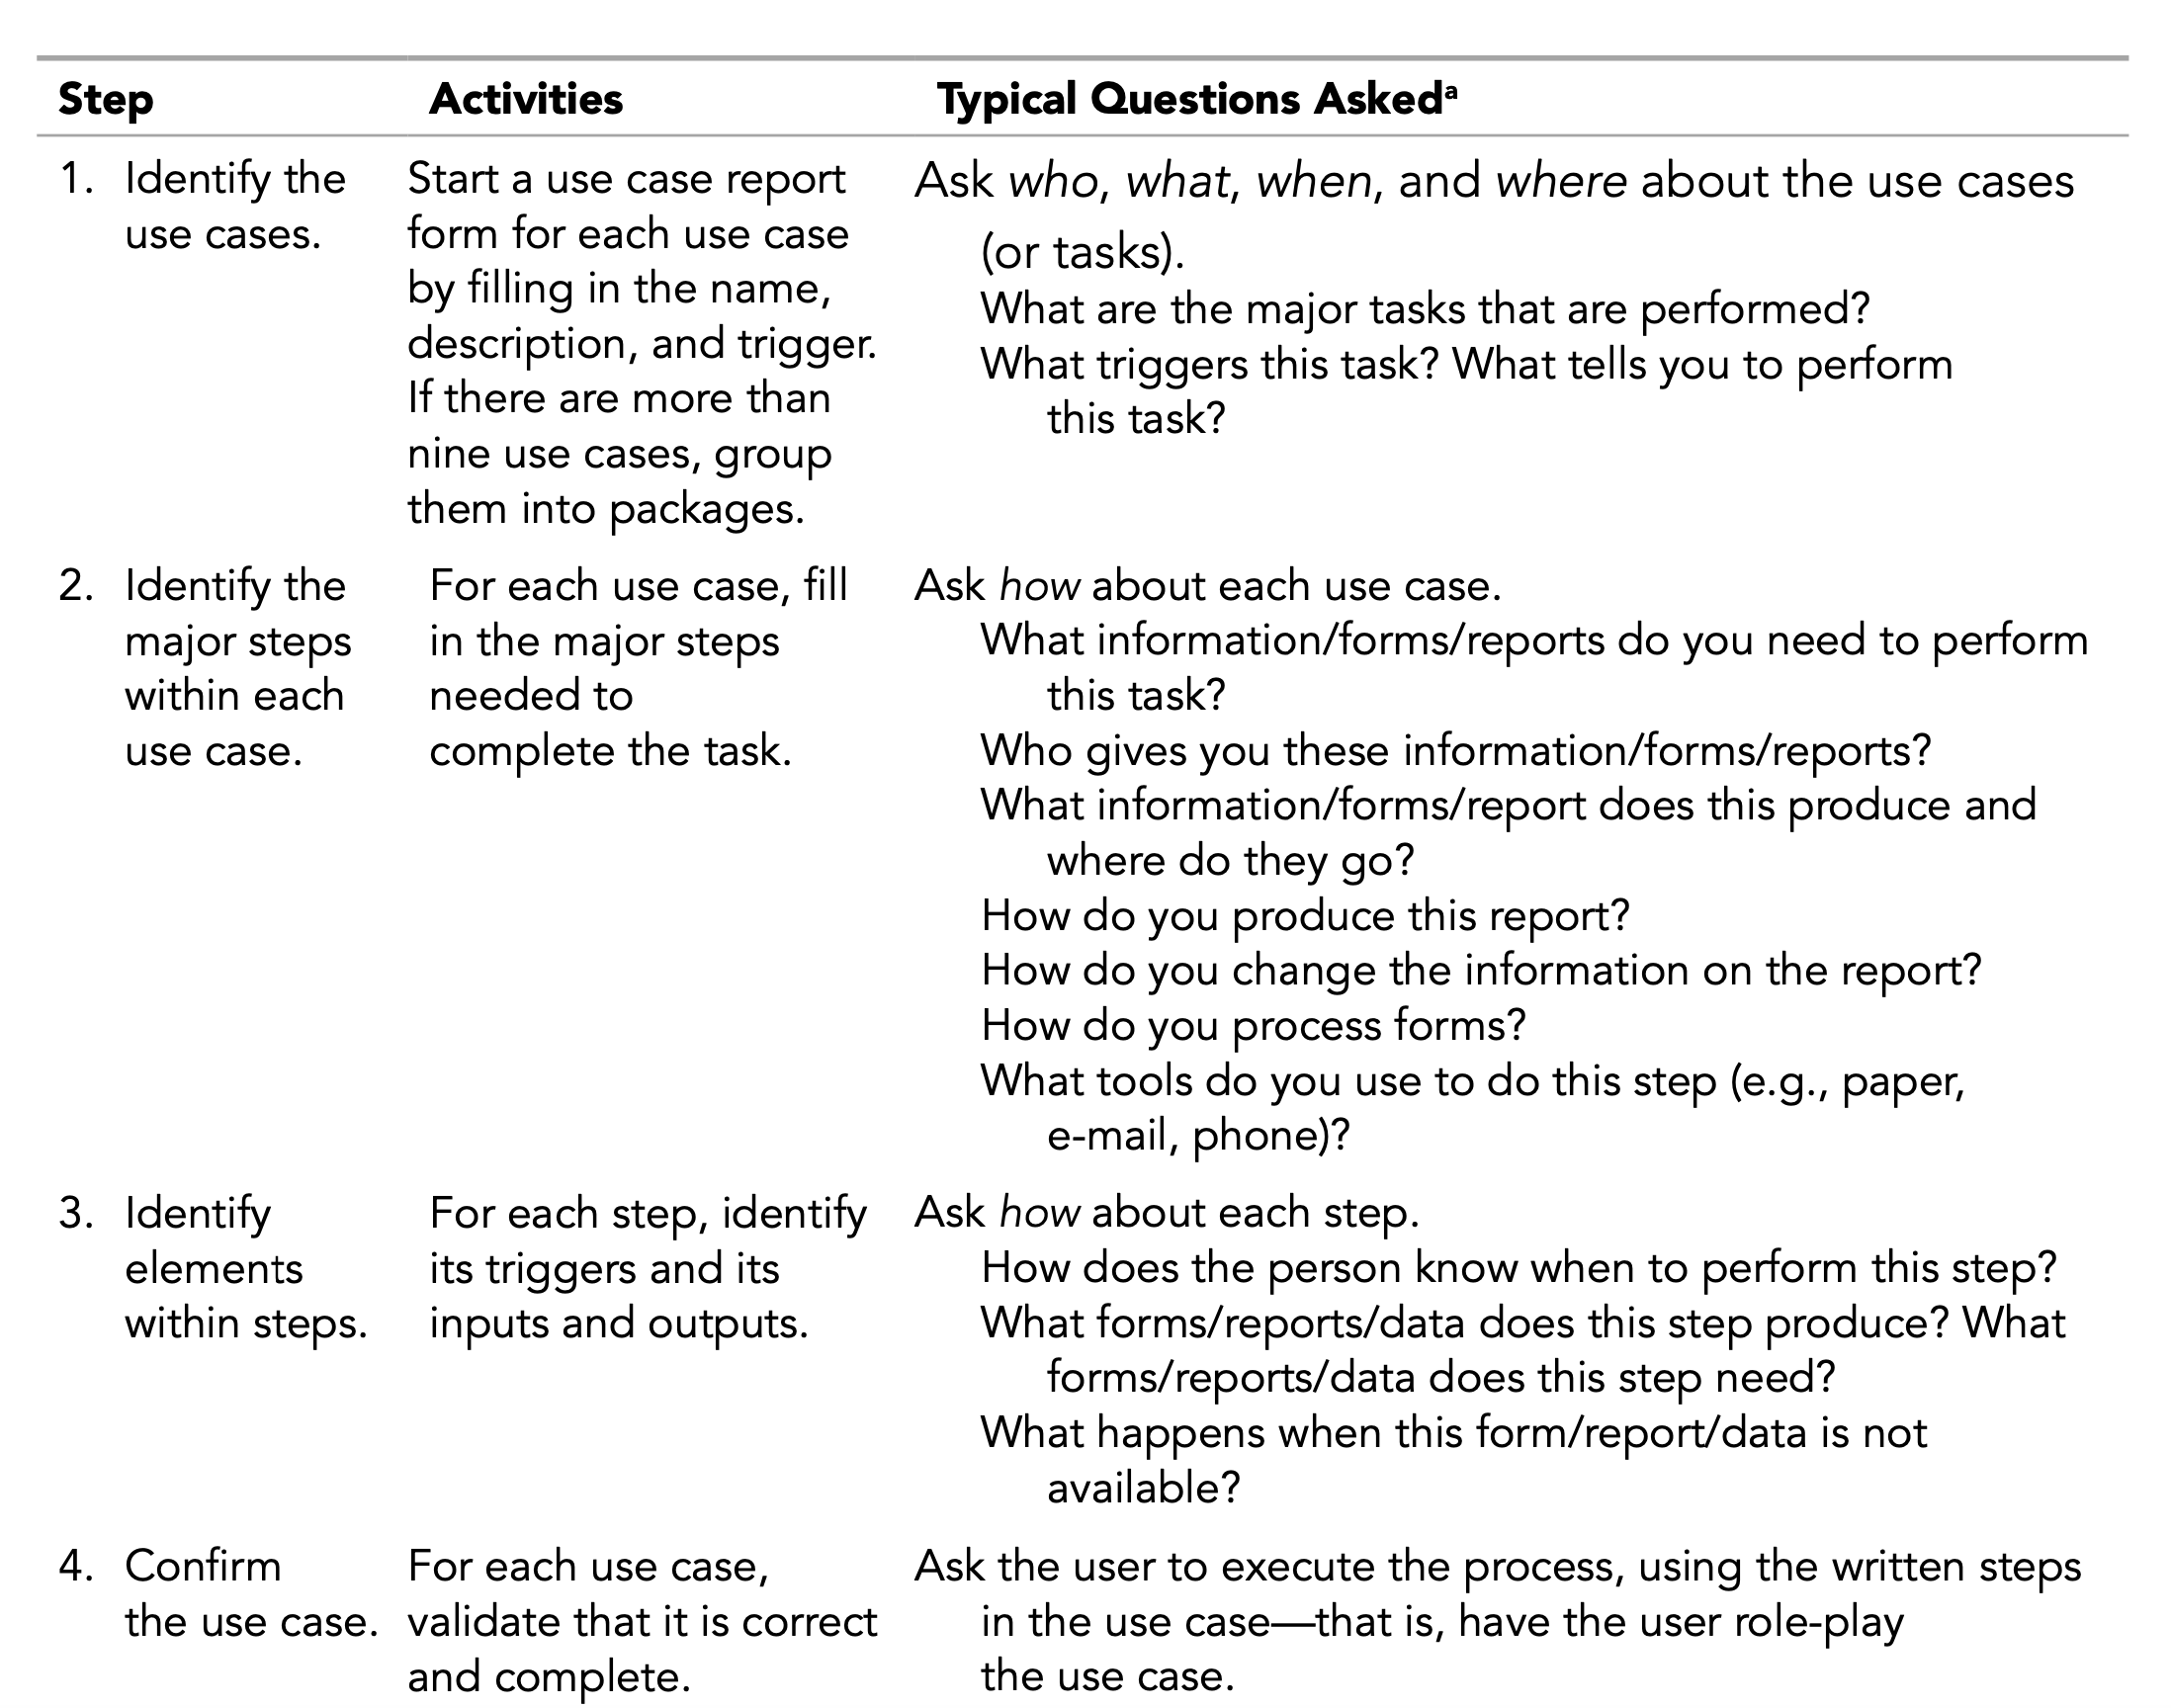 Step Activities Typical Questions Askedᵃ
1. Identify the
use cases.
Start a use case report
form for each use case
by filling in the name,
description, and trigger.
If there are more than
nine use cases, group
them into packages.
Ask who, what, when, and where about the use cases
(or tasks).
What are the major tasks that are performed?
What triggers this task? What tells you to perform
this task?
2. Identify the
major steps
within each
use case.
For each use case, fill
in the major steps
needed to
complete the task.
Ask how about each use case.
What information/forms/reports do you need to perform
this task?
Who gives you these information/forms/reports?
What information/forms/report does this produce and
where do they go?
How do you produce this report?
How do you change the information on the report?
How do you process forms?
What tools do you use to do this step (e.g., paper,
e-mail, phone)?
3. Identify
elements
within steps.
For each step, identify
its triggers and its
inputs and outputs.
Ask how about each step.
How does the person know when to perform this step?
What forms/reports/data does this step produce? What
forms/reports/data does this step need?
What happens when this form/report/data is not
available?
4. Confirm
the use case.
For each use case,
validate that it is correct
and complete.
Ask the user to execute the process, using the written steps
in the use case—that is, have the user role-play
the use case.